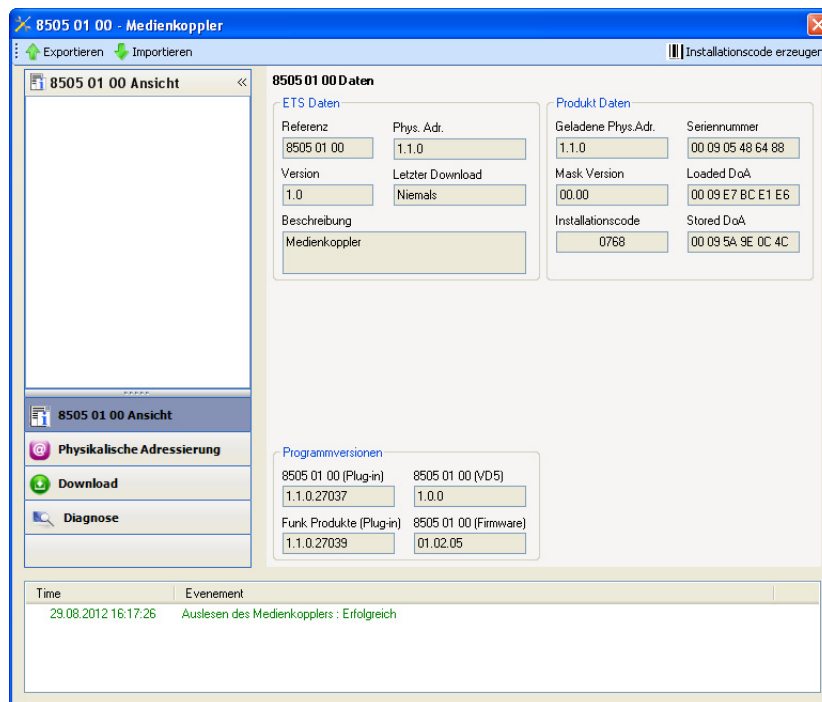 8505 01 00 - Medienkoppler
Exportieren Importieren Installationscode erzeugen
8505 01 00 Ansicht «
8505 01 00 Ansicht
Physikalische Adressierung
Download
Diagnose
8505 01 00 Daten
ETS Daten
Referenz Phys. Adr.
8505 01 00 1.1.0
Version Letzter Download
1.0 Niemals
Beschreibung
Medienkoppler
Produkt Daten
Geladene Phys.Adr. Seriennummer
1.1.0 00 09 05 48 64 88
Mask Version Loaded DoA
00.00 00 09 E7 BC E1 E6
Installationscode Stored DoA
0768 00 09 5A 9E 0C 4C
Programmversionen
8505 01 00 (Plug-in) 8505 01 00 (VD5)
1.1.0.27037 1.0.0
Funk Produkte (Plug-in) 8505 01 00 (Firmware)
1.1.0.27039 01.02.05
Time Evenement
29.08.2012 16:17:26 Auslesen des Medienkopplers : Erfolgreich